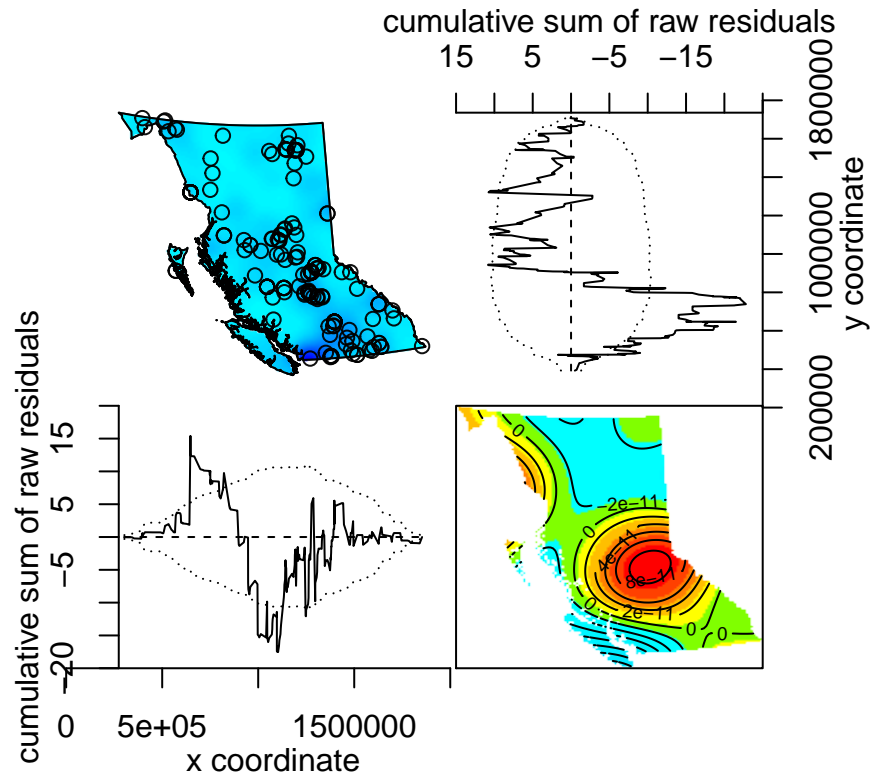 cumulative sum of raw residuals
15 5 −5 −15
200000 1000000 1800000
y coordinate
cumulative sum of raw residuals
−20 −5 5 15
0 5e+05 1500000
x coordinate
0
−2e−11
0
4e−11
8e−11
2e−11
0
0
0